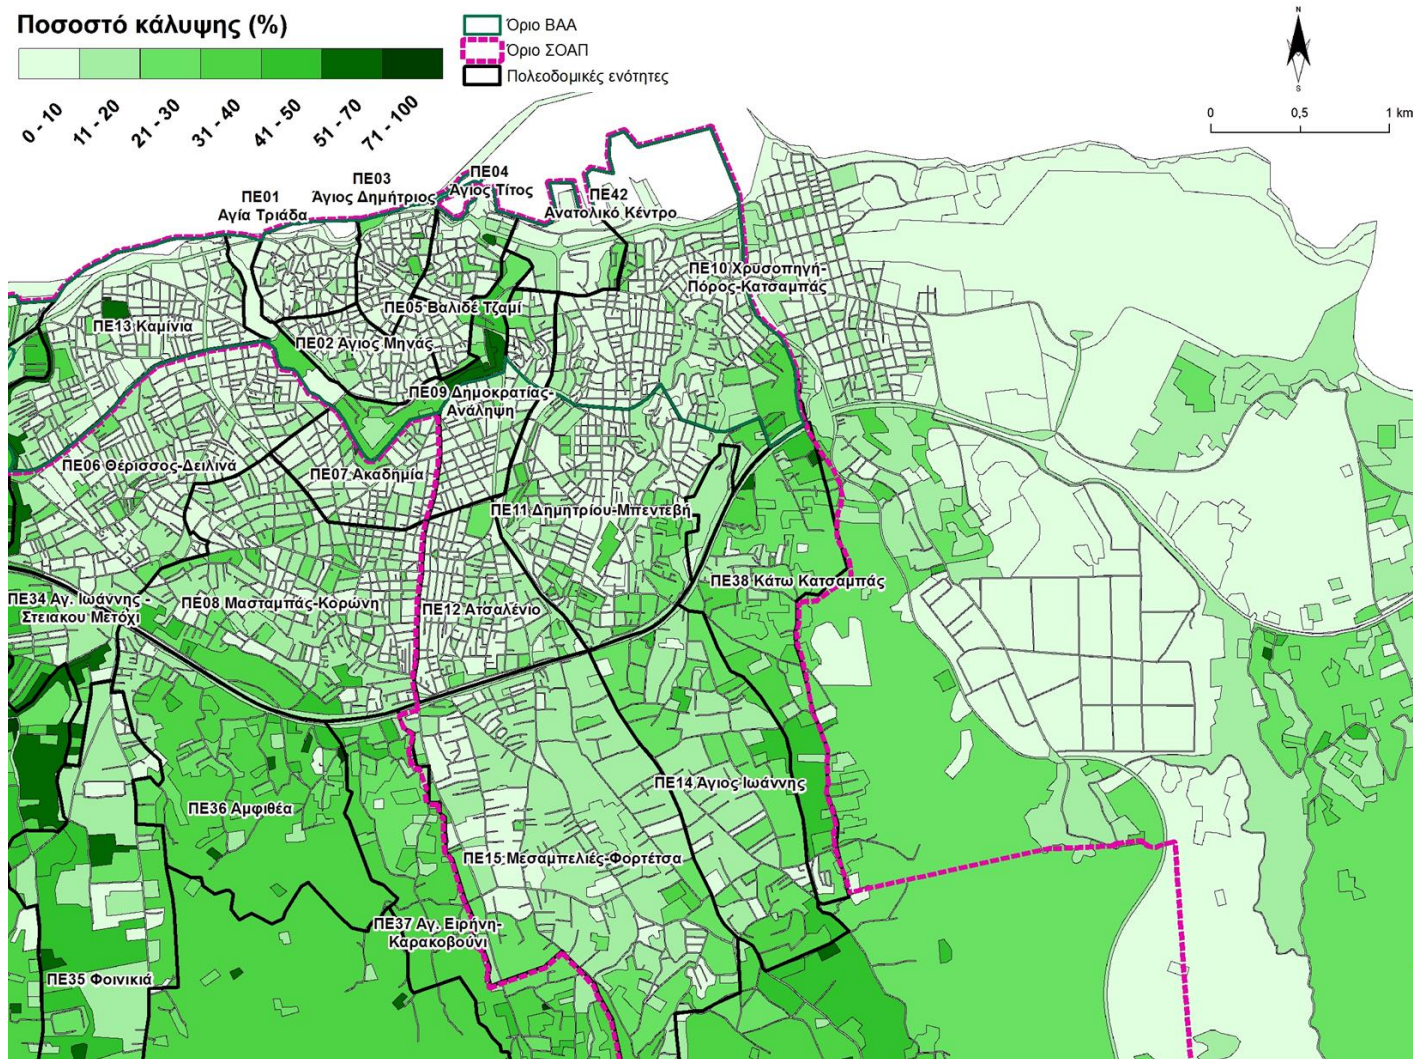 Ποσοστό κάλυψης (%)
0 - 10
11 - 20
21 - 30
31 - 40
41 - 50
51 - 70
71 - 100
Όριο ΒΑΑ
Όριο ΣΟΑΠ
Πολεοδομικές ενότητες
N
S
0
0,5
1 km
ΠΕ01
Αγία Τριάδα
ΠΕ03
Άγιος Δημήτριος
ΠΕ04
Άγιος Τίτος
ΠΕ42
Ανατολικό Κέντρο
ΠΕ10 Χρυσοπηγή-
Πόρος-Κατσαμπάς
ΠΕ05 Βαλιδέ Τζαμί
ΠΕ13 Καμίνια
ΠΕ02 Άγιος Μηνάς
ΠΕ09 Δημοκρατίας-
Ανάληψη
ΠΕ06 Θέρισσος-Δειλινά
ΠΕ07 Ακαδημία
ΠΕ11 Δημητρίου-Μπεντεβή
ΠΕ38 Κάτω Κατσαμπάς
ΠΕ34 Αγ. Ιωάννης -
Στειακου Μετόχι
ΠΕ08 Μασταμπάς-Κορώνη
ΠΕ12 Ατσαλένιο
ΠΕ14 Άγιος Ιωάννης
ΠΕ36 Αμφιθέα
ΠΕ15 Μεσαμπελιές-Φορτέτσα
ΠΕ37 Αγ. Ειρήνη-
Καρακοβούνι
ΠΕ35 Φοινικιά